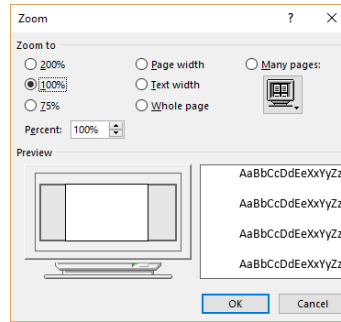 Zoom ? ×
Zoom to
200% Page width Many pages:
100% Text width
75% Whole page
Percent: 100%
Preview
AaBbCcDdEeXxYyZz
AaBbCcDdEeXxYyZz
AaBbCcDdEeXxYyZz
AaBbCcDdEeXxYyZz
OK Cancel